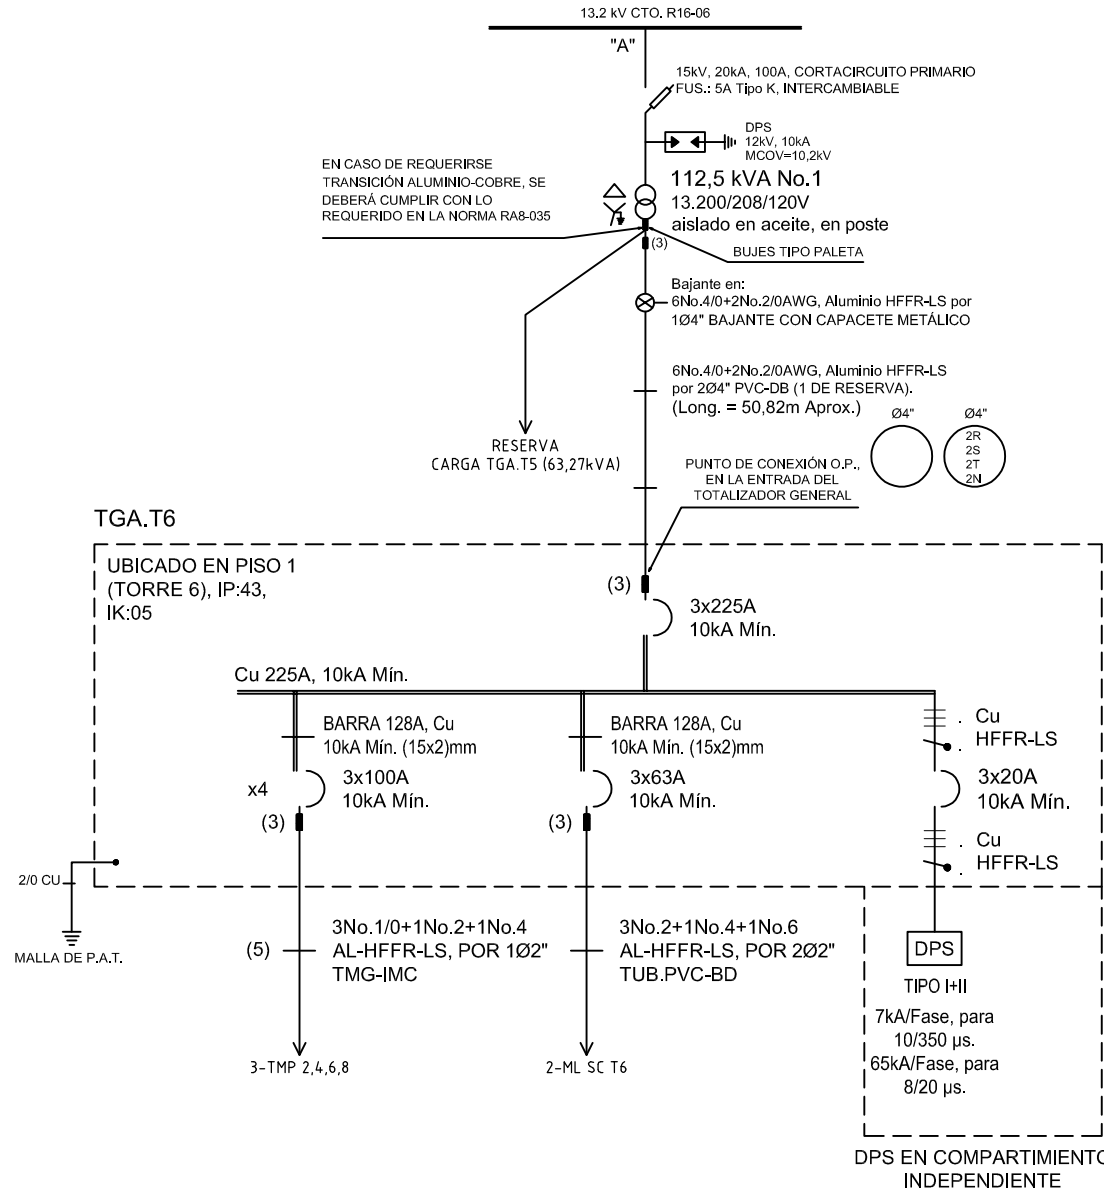 13.2 kV CTO. R16-06
"A"
15kV, 20kA, 100A, CORTACIRCUITO PRIMARIO
FUS.: 5A Tipo K, INTERCAMBIABLE
DPS
12kV, 10kA
MCOV=10,2kV
EN CASO DE REQUERIRSE
TRANSICIÓN ALUMINIO-COBRE, SE
DEBERÁ CUMPLIR CON LO
REQUERIDO EN LA NORMA RA8-035
112,5 kVA No.1
13.200/208/120V
aislado en aceite, en poste
(3)
BUJES TIPO PALETA
Bajante en:
6No.4/0+2No.2/0AWG, Aluminio HFFR-LS por
1Ø4" BAJANTE CON CAPACETE METÁLICO
6No.4/0+2No.2/0AWG, Aluminio HFFR-LS
por 2Ø4" PVC-DB (1 DE RESERVA).
(Long. = 50,82m Aprox.)
Ø4"
Ø4"
2R
2S
2T
2N
RESERVA
CARGA TGA.T5 (63,27kVA)
PUNTO DE CONEXIÓN O.P.,
EN LA ENTRADA DEL
TOTALIZADOR GENERAL
TGA.T6
UBICADO EN PISO 1
(TORRE 6), IP:43,
IK:05
(3)
3x225A
10kA Mín.
Cu 225A, 10kA Mín.
BARRA 128A, Cu
10kA Mín. (15x2)mm
x4
3x100A
10kA Mín.
(3)
BARRA 128A, Cu
10kA Mín. (15x2)mm
3x63A
10kA Mín.
(3)
. Cu
HFFR-LS
3x20A
10kA Mín.
. Cu
HFFR-LS
2/0 CU
MALLA DE P.A.T.
(5)
3No.1/0+1No.2+1No.4
AL-HFFR-LS, POR 1Ø2"
TMG-IMC
3No.2+1No.4+1No.6
AL-HFFR-LS, POR 2Ø2"
TUB.PVC-BD
DPS
TIPO I+II
7kA/Fase, para
10/350 µs.
65kA/Fase, para
8/20 µs.
3-TMP 2,4,6,8
2-ML SC T6
DPS EN COMPARTIMIENTO
INDEPENDIENTE